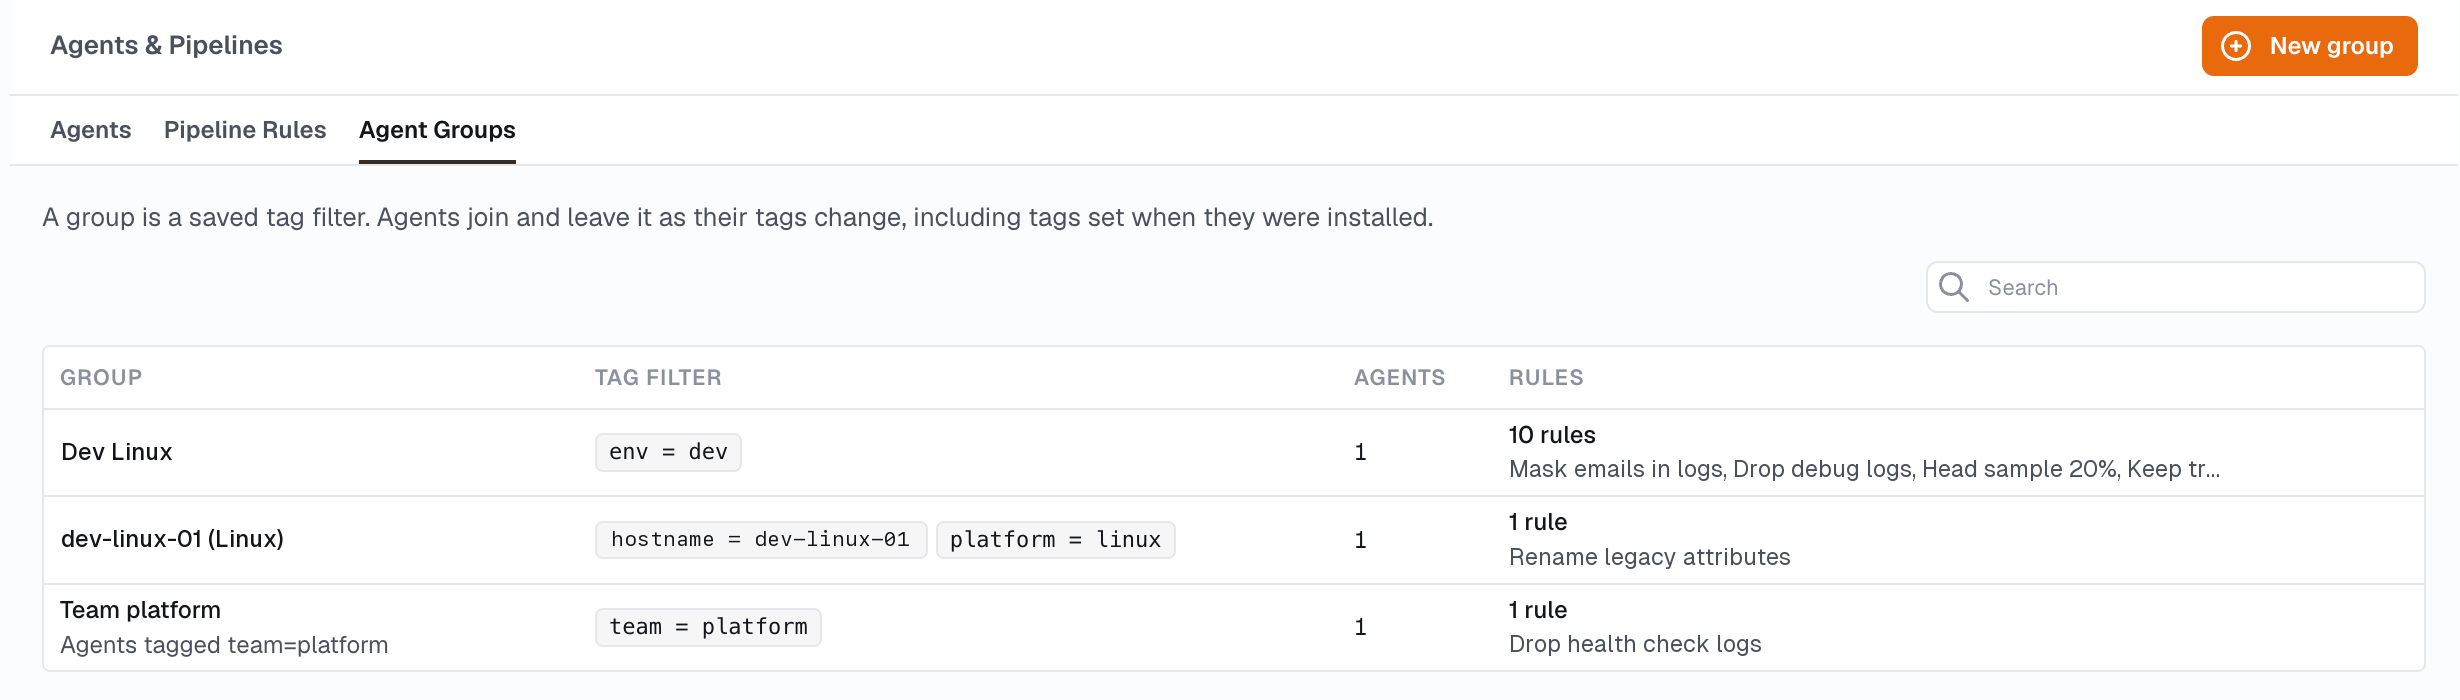 Agents & Pipelines
New group
Agents Pipeline Rules Agent Groups
A group is a saved tag filter. Agents join and leave it as their tags change, including tags set when they were installed.
Search
GROUP TAG FILTER AGENTS RULES
Dev Linux env = dev 1 10 rules
Mask emails in logs, Drop debug logs, Head sample 20%, Keep tr...
dev-linux-01 (Linux) hostname = dev-linux-01 platform = linux 1 1 rule
Rename legacy attributes
Team platform team = platform 1 1 rule
Agents tagged team=platform Drop health check logs